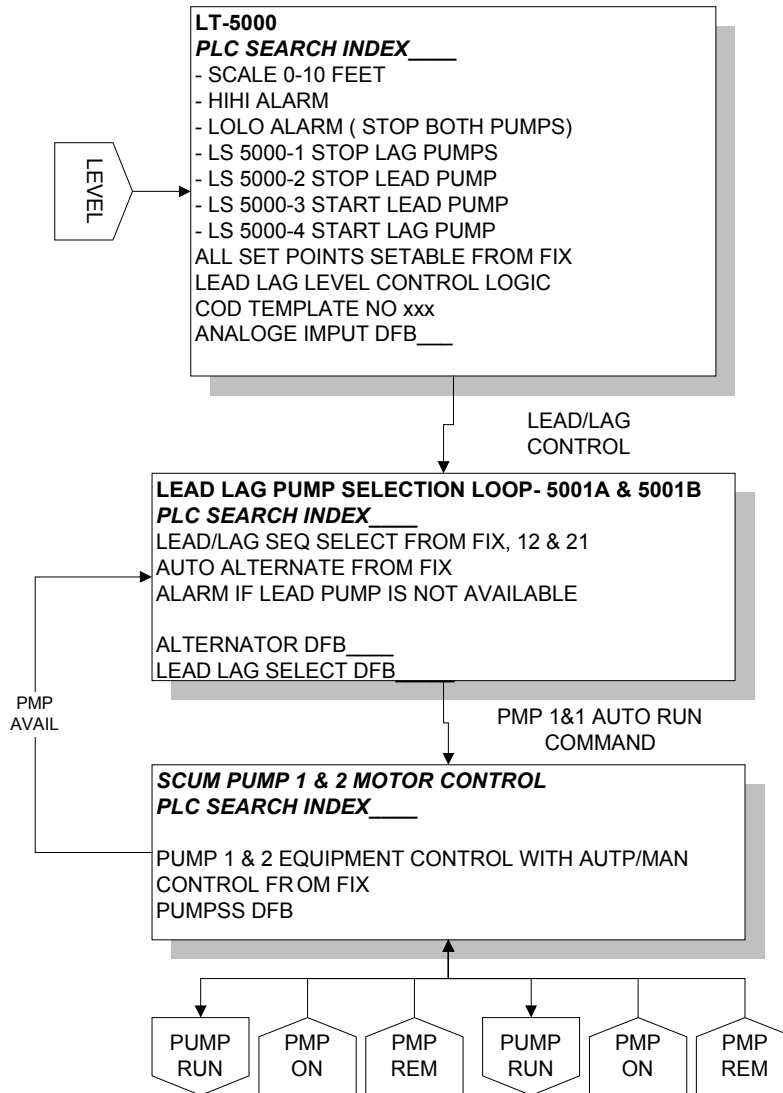 LT-5000
PLC SEARCH INDEX____
- SCALE 0-10 FEET
- HIHI ALARM
- LOLO ALARM ( STOP BOTH PUMPS)
- LS 5000-1 STOP LAG PUMPS
- LS 5000-2 STOP LEAD PUMP
- LS 5000-3 START LEAD PUMP
- LS 5000-4 START LAG PUMP
ALL SET POINTS SETABLE FROM FIX
LEAD LAG LEVEL CONTROL LOGIC
COD TEMPLATE NO xxx
ANALOGE IMPUT DFB___
LEVEL
LEAD/LAG
CONTROL
LEAD LAG PUMP SELECTION LOOP- 5001A & 5001B
PLC SEARCH INDEX____
LEAD/LAG SEQ SELECT FROM FIX, 12 & 21
AUTO ALTERNATE FROM FIX
ALARM IF LEAD PUMP IS NOT AVAILABLE
ALTERNATOR DFB____
LEAD LAG SELECT DFB_____
PMP
AVAIL
PMP 1&1 AUTO RUN
COMMAND
SCUM PUMP 1 & 2 MOTOR CONTROL
PLC SEARCH INDEX____
PUMP 1 & 2 EQUIPMENT CONTROL WITH AUTP/MAN
CONTROL FROM FIX
PUMPSS DFB
PUMP
RUN
PMP
ON
PMP
REM
PUMP
RUN
PMP
ON
PMP
REM